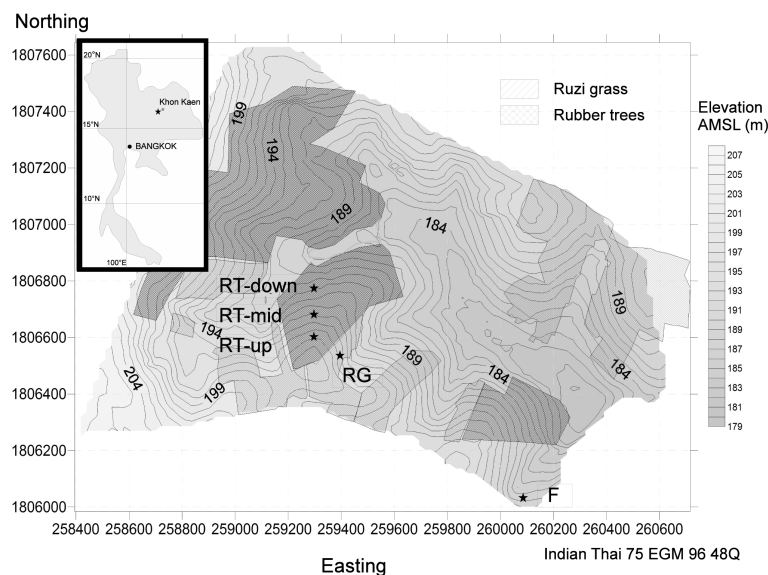 Northing
1807600
1807400
1807200
1807000
1806800
1806600
1806400
1806200
1806000
20°N
Khon Kaen
15°N
BANGKOK
10°N
100°E
Ruzi grass
Rubber trees
Elevation
AMSL (m)
207
205
203
201
199
197
195
193
191
189
187
185
183
181
179
199
194
189
184
RT-down
RT-mid
RT-up
RG
194
204
199
189
184
189
184
F
258400 258600 258800 259000 259200 259400 259600 259800 260000 260200 260400 260600
Indian Thai 75 EGM 96 48Q
Easting